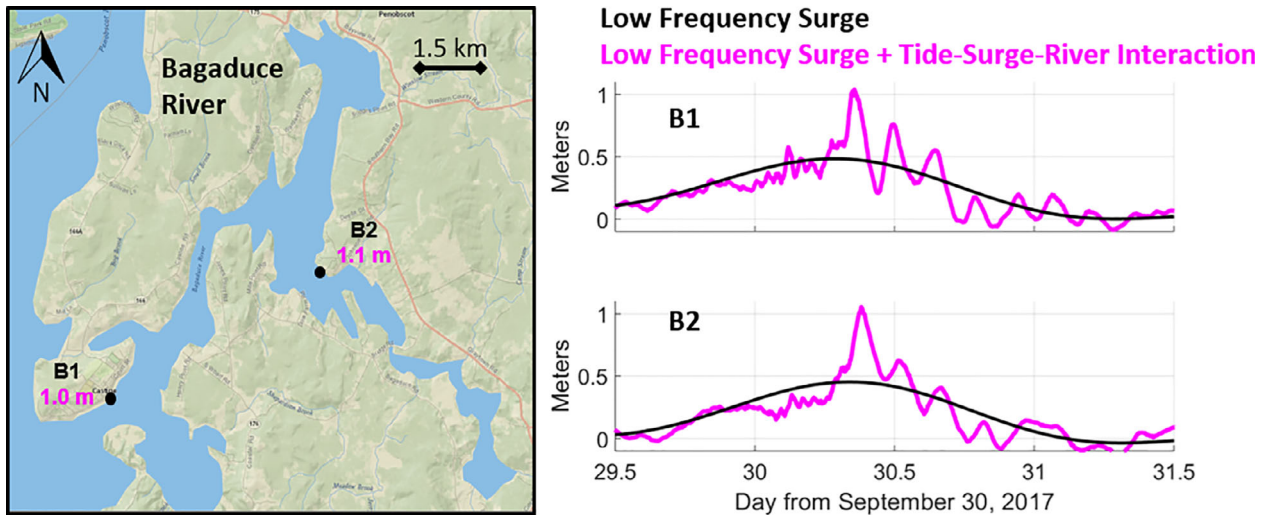 Penobscot
1.5 km
N
Bagaduce
River
B2
1.1 m
B1
1.0 m
Low Frequency Surge
Low Frequency Surge + Tide-Surge-River Interaction
1
0.5
0
Meters
B1
1
0.5
0
Meters
B2
29.5
30
30.5
31
31.5
Day from September 30, 2017